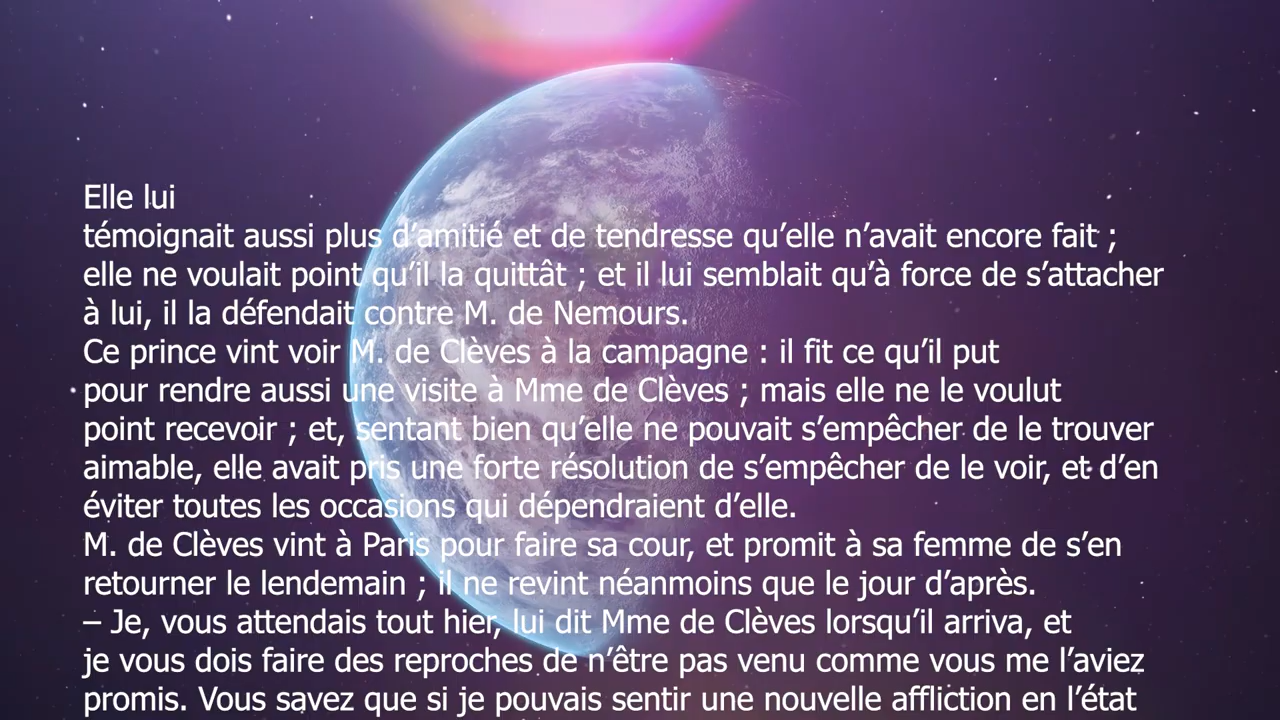 Elle lui
témoignait aussi plus d’amitié et de tendresse qu’elle n’avait encore fait ;
elle ne voulait point qu’il la quittât ; et il lui semblait qu’à force de s’attacher
à lui, il la défendait contre M. de Nemours.
Ce prince vint voir M. de Clèves à la campagne : il fit ce qu’il put
pour rendre aussi une visite à Mme de Clèves ; mais elle ne le voulut
point recevoir ; et, sentant bien qu’elle ne pouvait s’empêcher de le trouver
aimable, elle avait pris une forte résolution de s’empêcher de le voir, et d’en
éviter toutes les occasions qui dépendraient d’elle.
M. de Clèves vint à Paris pour faire sa cour, et promit à sa femme de s’en
retourner le lendemain ; il ne revint néanmoins que le jour d’après.
– Je, vous attendais tout hier, lui dit Mme de Clèves lorsqu’il arriva, et
je vous dois faire des reproches de n’être pas venu comme vous me l’aviez
promis. Vous savez que si je pouvais sentir une nouvelle affliction en l’état